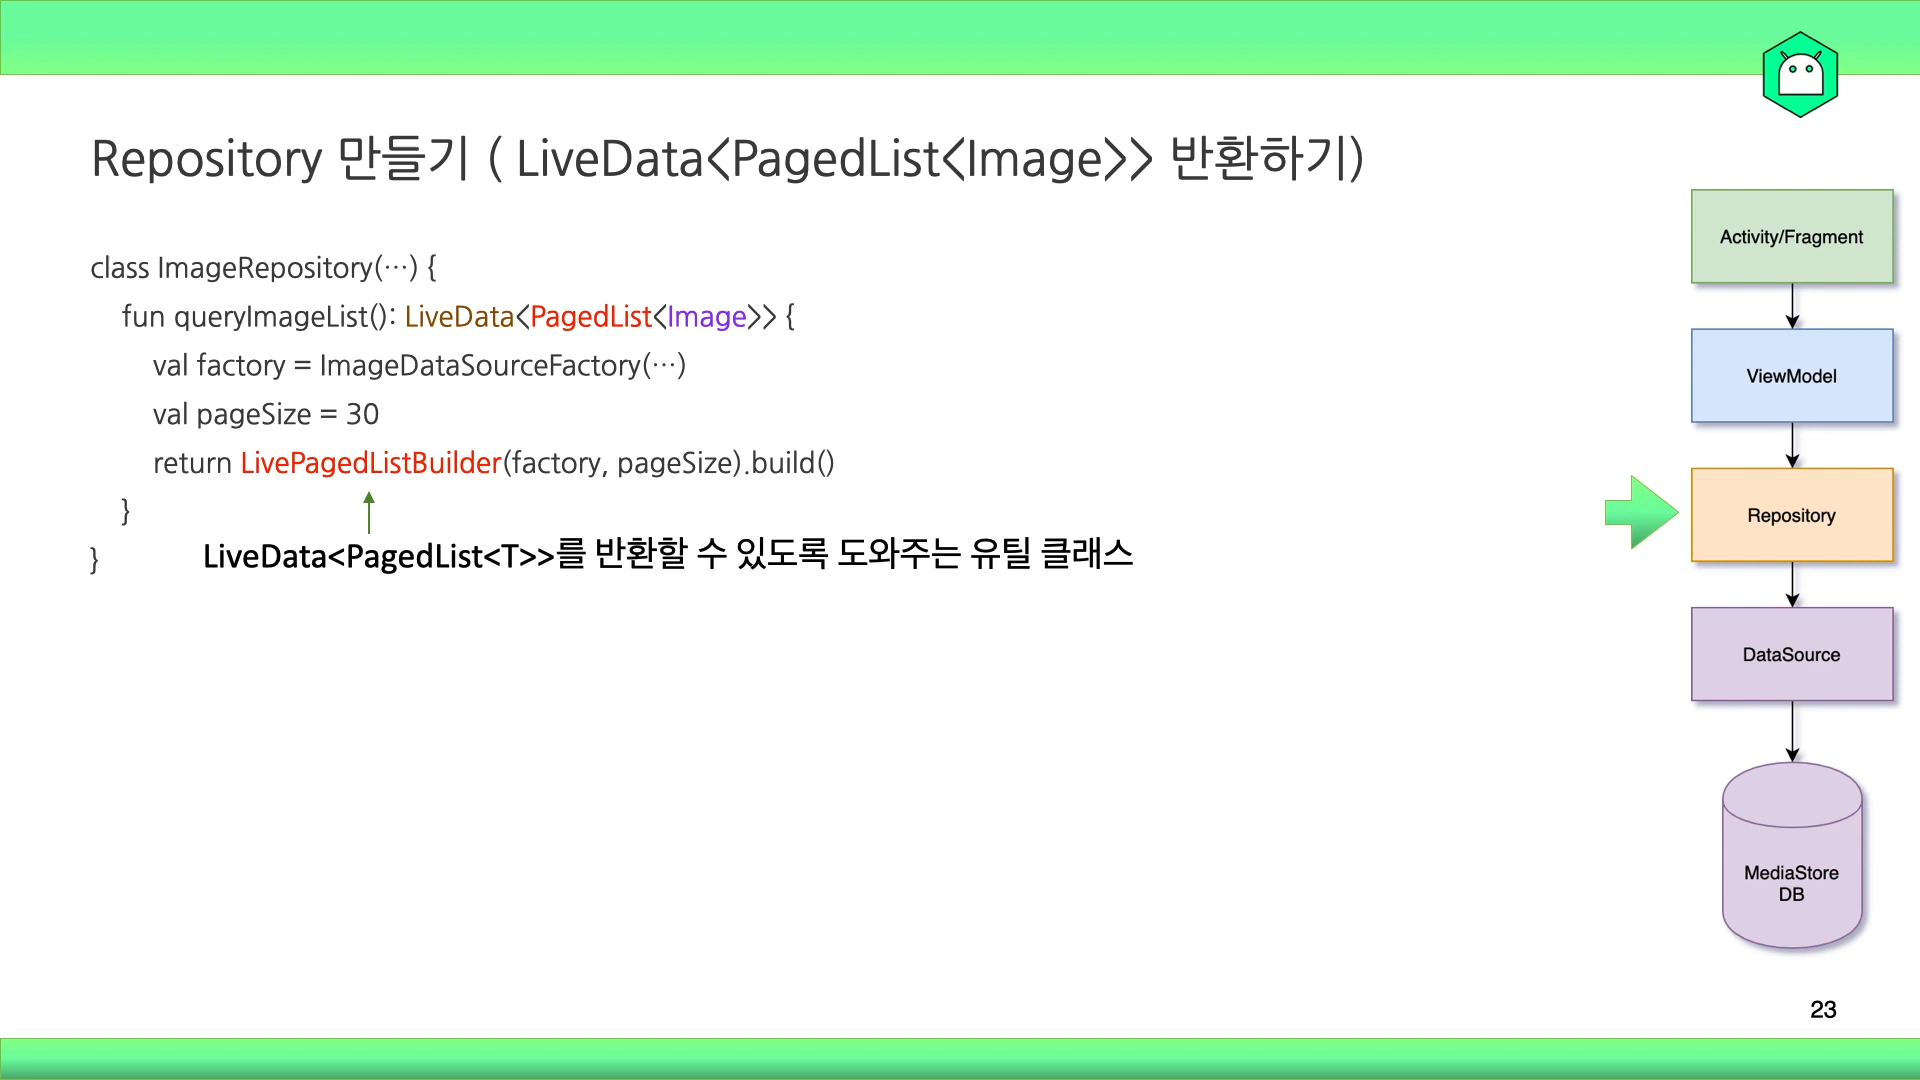 Repository 만들기 ( LiveData<PagedList<Image>> 반환하기)
class ImageRepository(…) {
fun queryImageList(): LiveData<PagedList<Image>> {
val factory = ImageDataSourceFactory(…)
val pageSize = 30
return LivePagedListBuilder(factory, pageSize).build()
}
}
LiveData<PagedList<T>>를 반환할 수 있도록 도와주는 유틸 클래스
Activity/Fragment
ViewModel
Repository
DataSource
MediaStore
DB
23